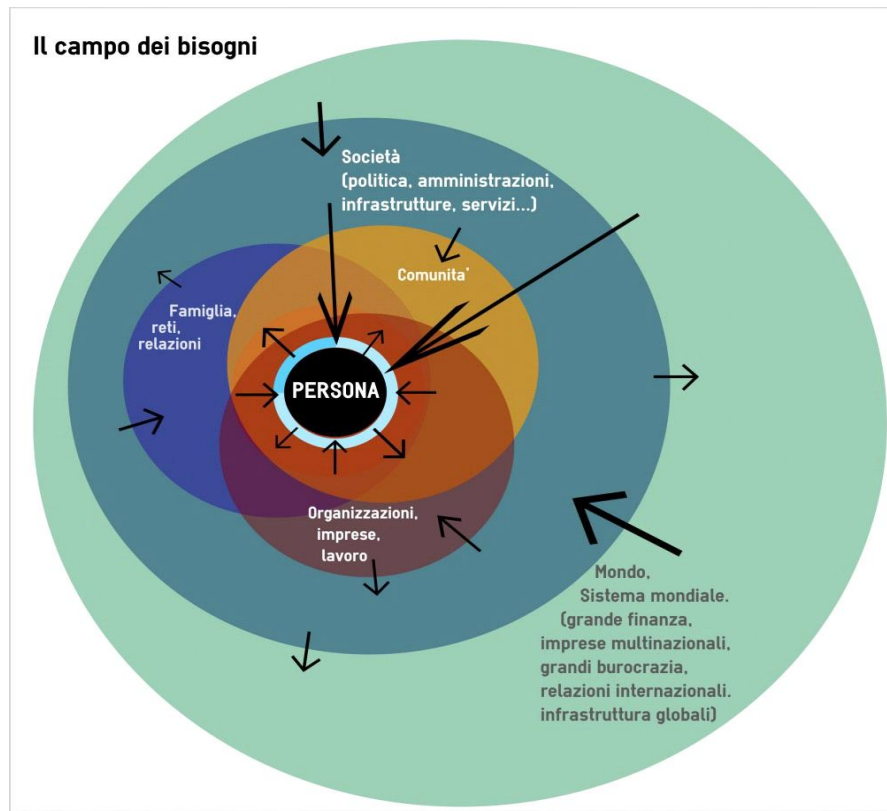 Il campo dei bisogni
Società
(politica, amministrazioni,
infrastrutture, servizi...)
Comunita'
Famiglia,
reti,
relazioni
PERSONA
Organizzazioni,
imprese,
lavoro
Mondo,
Sistema mondiale.
(grande finanza,
imprese multinazionali,
grandi burocrazia,
relazioni internazionali.
infrastruttura globali)